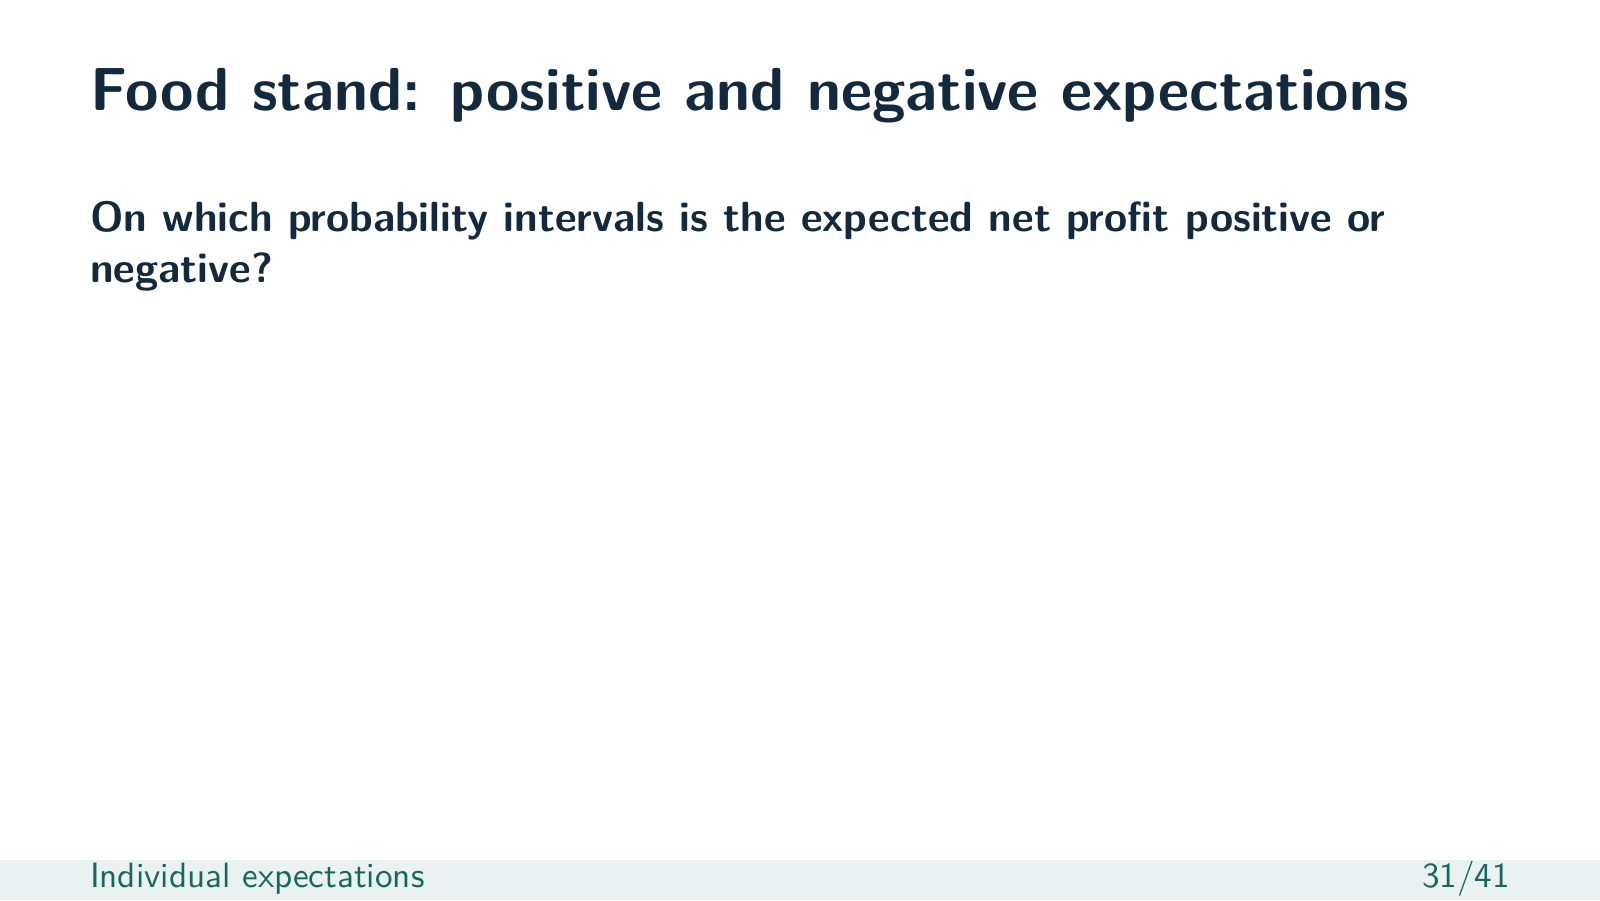 Food stand: positive and negative expectations
On which probability intervals is the expected net profit positive or
negative?
Individual expectations
31/41